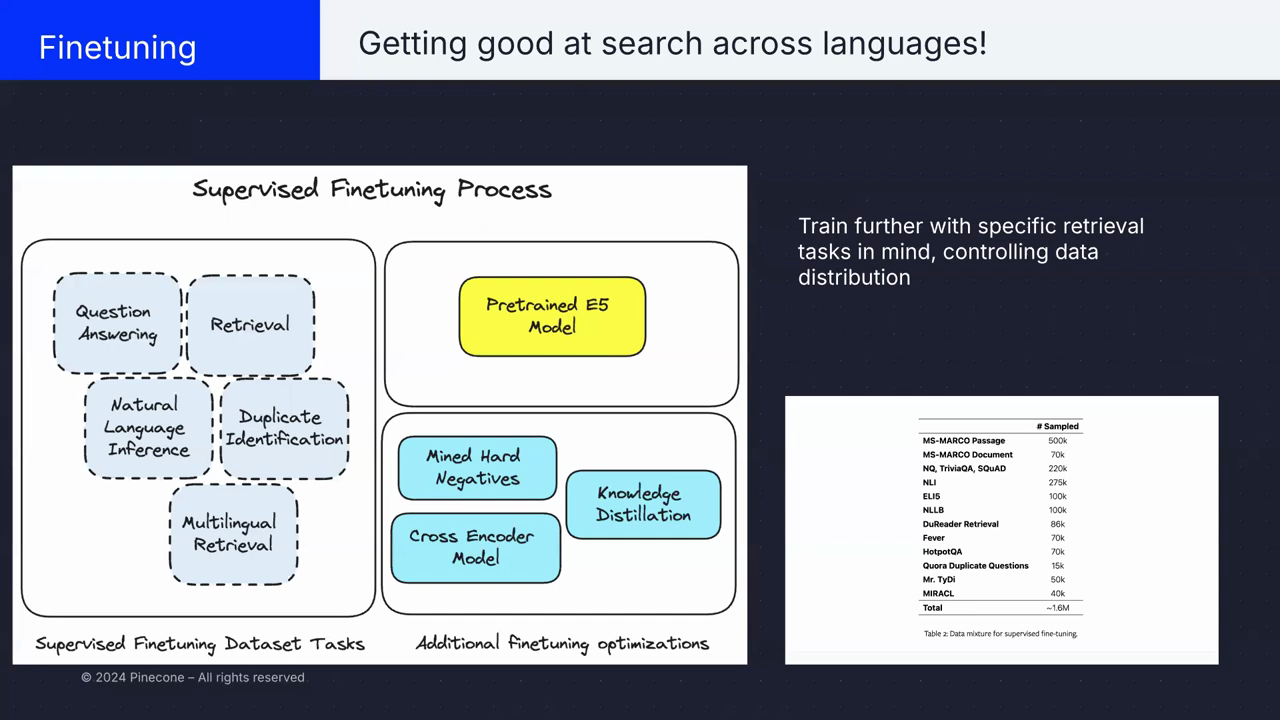 Finetuning
Getting good at search across languages!
Supervised Finetuning Process
Question
Answering
Retrieval
Natural
Language
Inference
Duplicate
Identification
Multilingual
Retrieval
Supervised Finetuning Dataset Tasks
Pretrained E5
Model
Mined Hard
Negatives
Knowledge
Distillation
Cross Encoder
Model
Additional finetuning optimizations
Train further with specific retrieval
tasks in mind, controlling data
distribution
# Sampled
MS-MARCO Passage 500k
MS-MARCO Document 70k
NQ, TriviaQA, SQuAD 220k
NLI 275k
ELI5 100k
NLLB 100k
DuReader Retrieval 86k
Fever 70k
HotpotQA 70k
Quora Duplicate Questions 15k
Mr. TyDi 50k
MIRACL 40k
Total ~1.6M
Table 2: Data mixture for supervised fine-tuning.
© 2024 Pinecone – All rights reserved